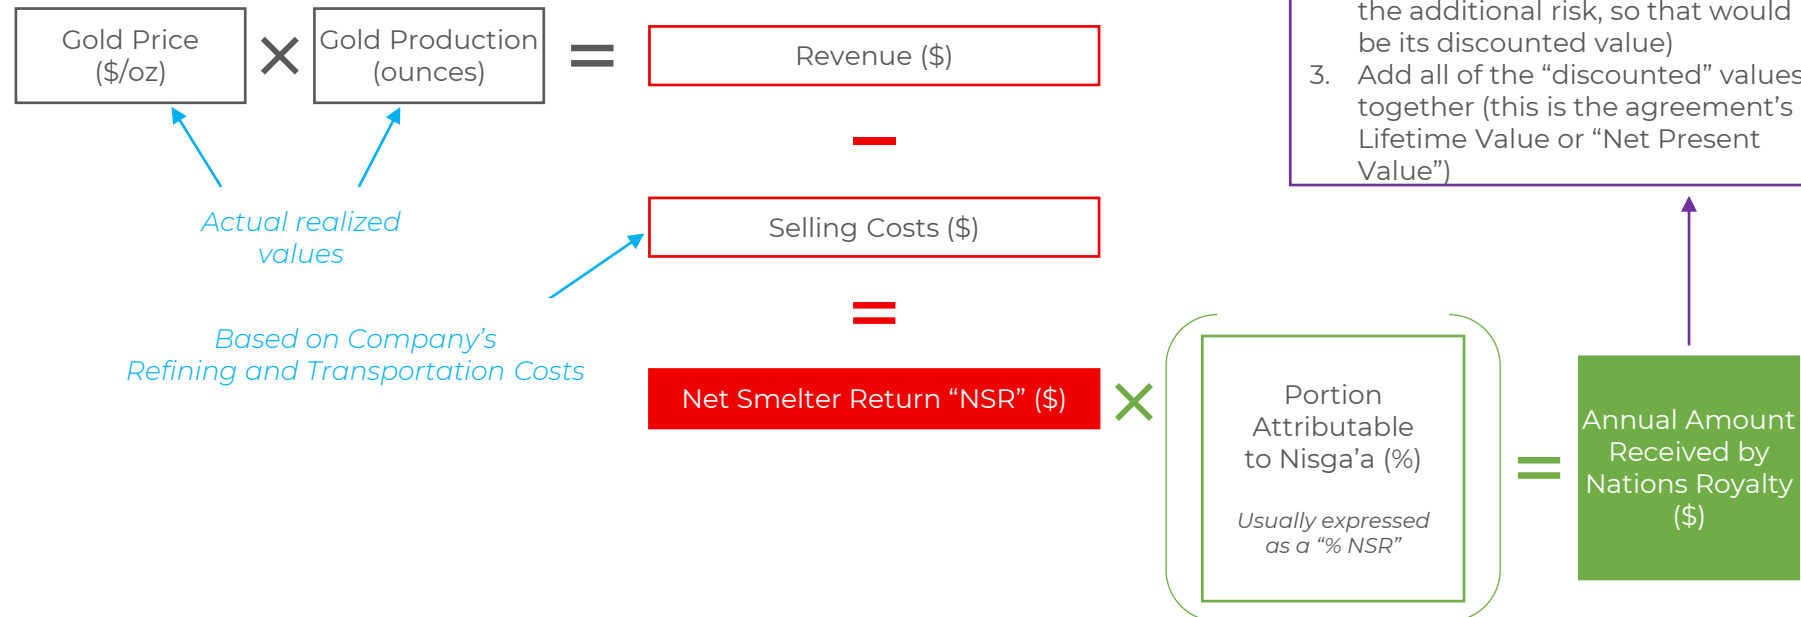 Gold Price
($/oz)
×
Gold Production
(ounces)
=
Revenue ($)
–
Selling Costs ($)
=
Net Smelter Return “NSR” ($)
×
Portion
Attributable
to Nisga’a (%)
Usually expressed
as a “% NSR”
=
Annual Amount
Received by
Nations Royalty
($)
Actual realized
values
Based on Company’s
Refining and Transportation Costs
the additional risk, so that would
be its discounted value)
3. Add all of the “discounted” values
together (this is the agreement’s
Lifetime Value or “Net Present
Value”)